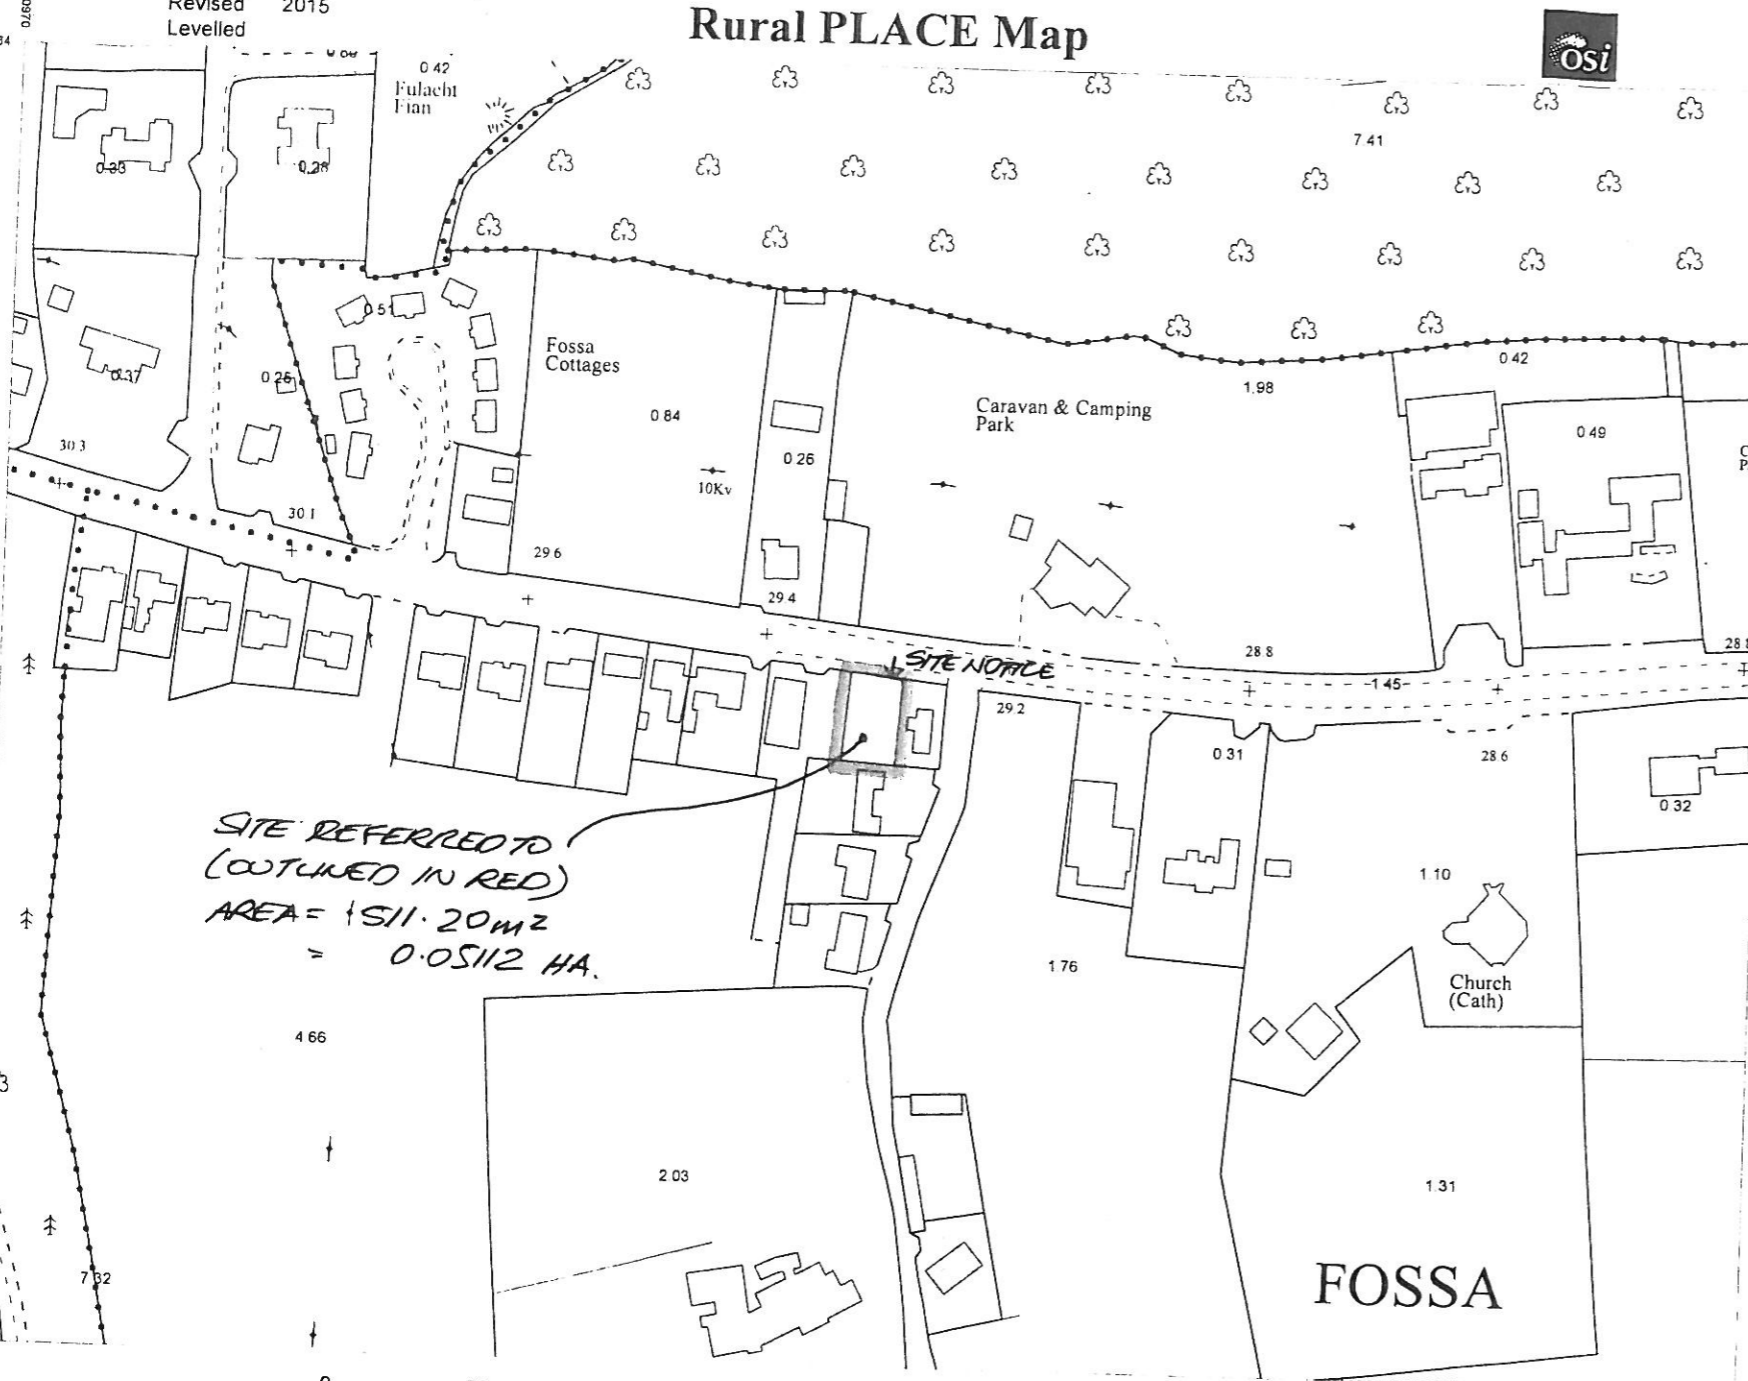 Revised 2015
Levelled
Rural PLACE Map
osi
0 42
Fulacht
Fian
7.41
0.33
0.28
0.51
Fossa
Cottages
0 42
0.37
0 25
1.98
0 84
Caravan & Camping
Park
0 49
30 3
0 26
10Kv
30 1
29 6
29 4
28 8
SITE NOTICE
1.45
29 2
0 31
28 6
0 32
SITE REFERRED TO
(OUTLINED IN RED)
AREA = 511.20m²
= 0.05112 HA.
1.10
1 76
Church
(Cath)
4 66
2.03
1.31
7 32
FOSSA